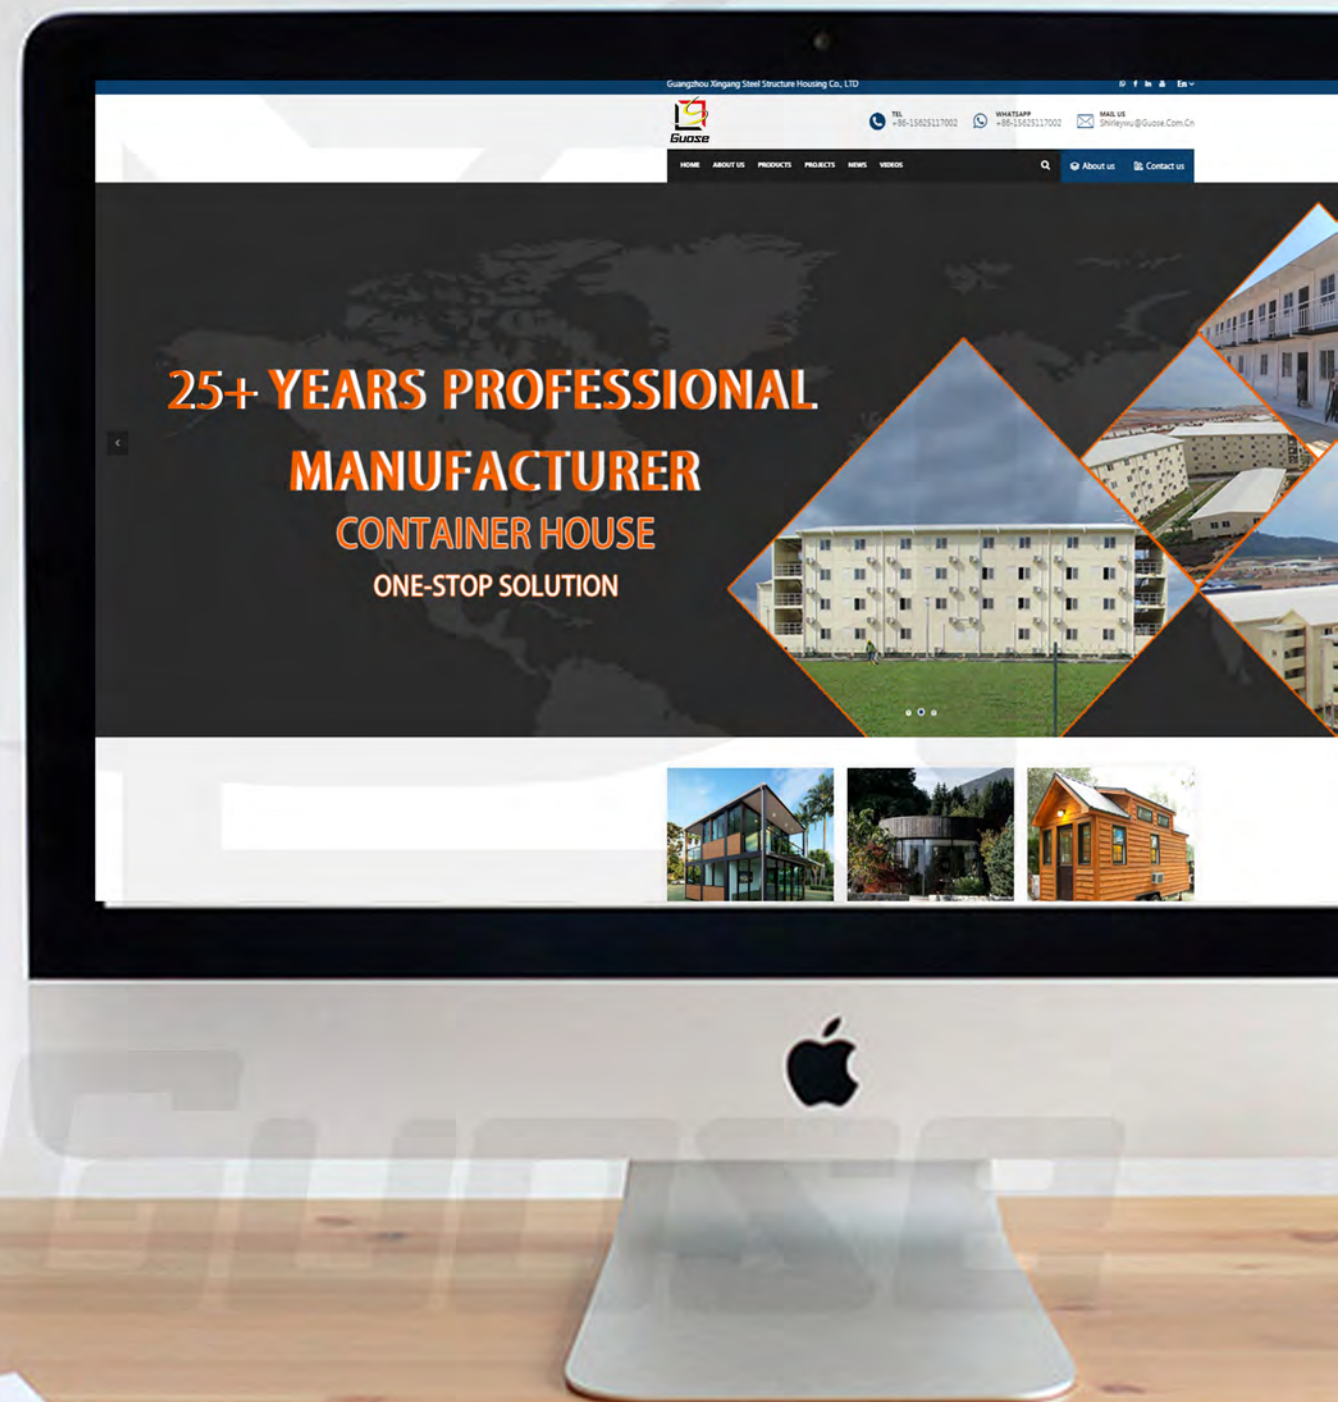 Guangzhou Xingang Steel Structure Housing Co., LTD
En
Guose
TEL
+86-15625117002
WHATSAPP
+86-15625117002
MAIL US
Shirleywu@Guose.Com.Cn
HOME ABOUT US PRODUCTS PROJECTS NEWS VIDEOS
About us Contact us
25+ YEARS PROFESSIONAL
MANUFACTURER
CONTAINER HOUSE
ONE-STOP SOLUTION
Guose